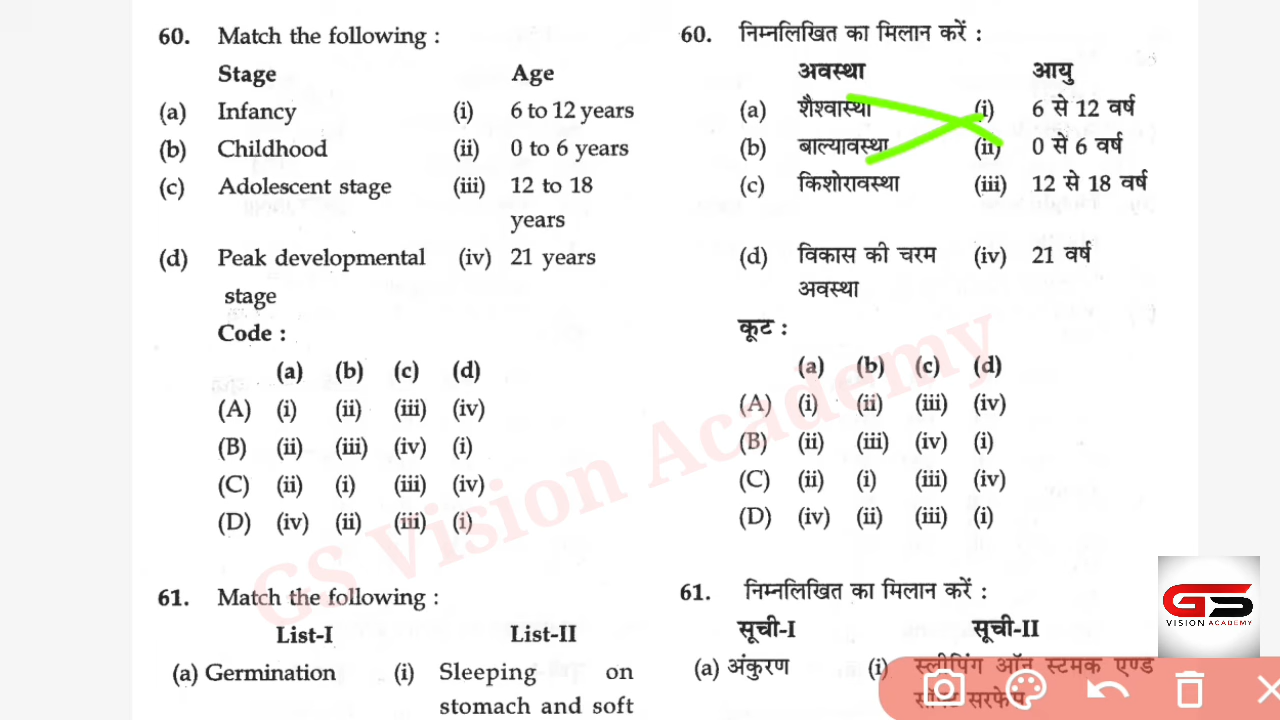 60. Match the following :
Stage Age
(a) Infancy (i) 6 to 12 years
(b) Childhood (ii) 0 to 6 years
(c) Adolescent stage (iii) 12 to 18
years
(d) Peak developmental (iv) 21 years
stage
Code :
(a) (b) (c) (d)
(A) (i) (ii) (iii) (iv)
(B) (ii) (iii) (iv) (i)
(C) (ii) (i) (iii) (iv)
(D) (iv) (ii) (iii) (i)
61. Match the following :
List-I List-II
(a) Germination (i) Sleeping on
stomach and soft
60. निम्नलिखित का मिलान करें :
अवस्था आयु
(a) शैश्वास्था (i) 6 से 12 वर्ष
(b) बाल्यावस्था (ii) 0 से 6 वर्ष
(c) किशोरावस्था (iii) 12 से 18 वर्ष
(d) विकास की चरम (iv) 21 वर्ष
अवस्था
कूट :
(a) (b) (c) (d)
(A) (i) (ii) (iii) (iv)
(B) (ii) (iii) (iv) (i)
(C) (ii) (i) (iii) (iv)
(D) (iv) (ii) (iii) (i)
61. निम्नलिखित का मिलान करें :
सूची-I सूची-II
(a) अंकुरण (i) स्लीपिंग ऑन स्टमक एण्ड
सॉफ्ट सरफेस
GS Vision Academy
GS
VISION ACADEMY